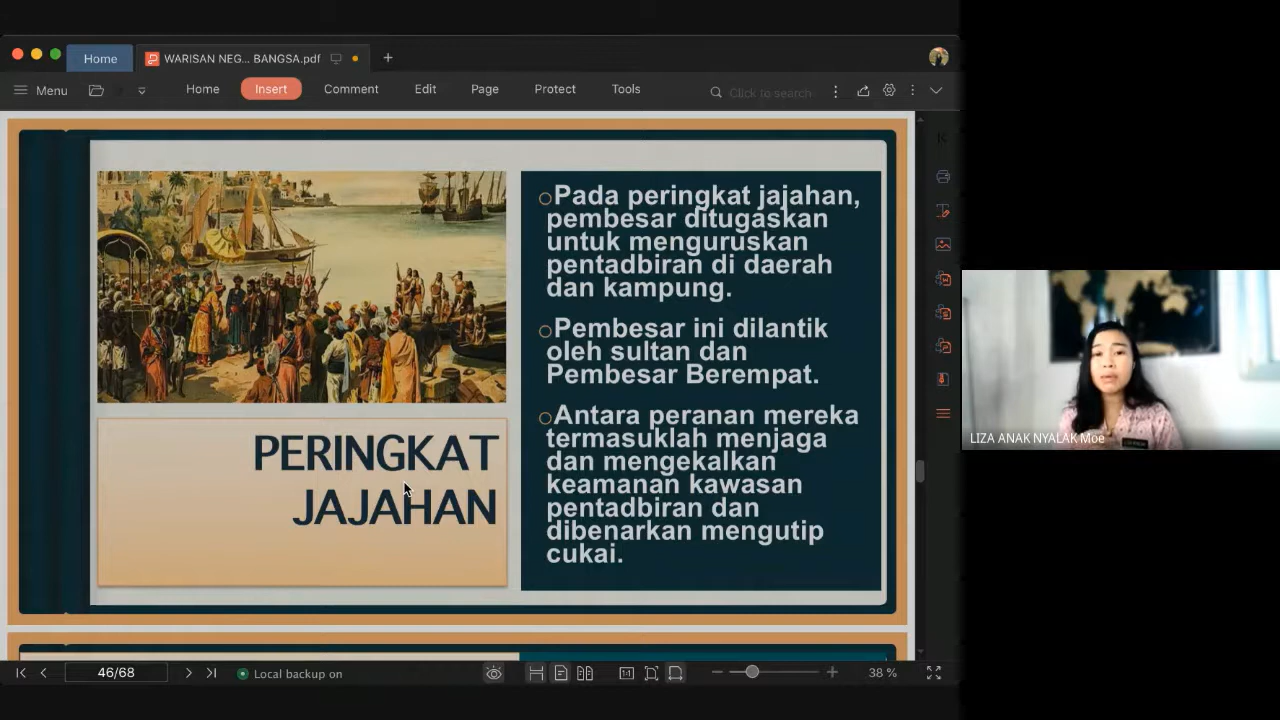 Home
WARISAN NEG... BANGSA.pdf
Menu
Home
Insert
Comment
Edit
Page
Protect
Tools
Click to search
Pada peringkat jajahan,
pembesar ditugaskan
untuk menguruskan
pentadbiran di daerah
dan kampung.
Pembesar ini dilantik
oleh sultan dan
Pembesar Berempat.
Antara peranan mereka
termasuklah menjaga
dan mengekalkan
keamanan kawasan
pentadbiran dan
dibenarkan mengutip
cukai.
PERINGKAT
JAJAHAN
LIZA ANAK NYALAK Moe
46/68
Local backup on
1:1
38 %